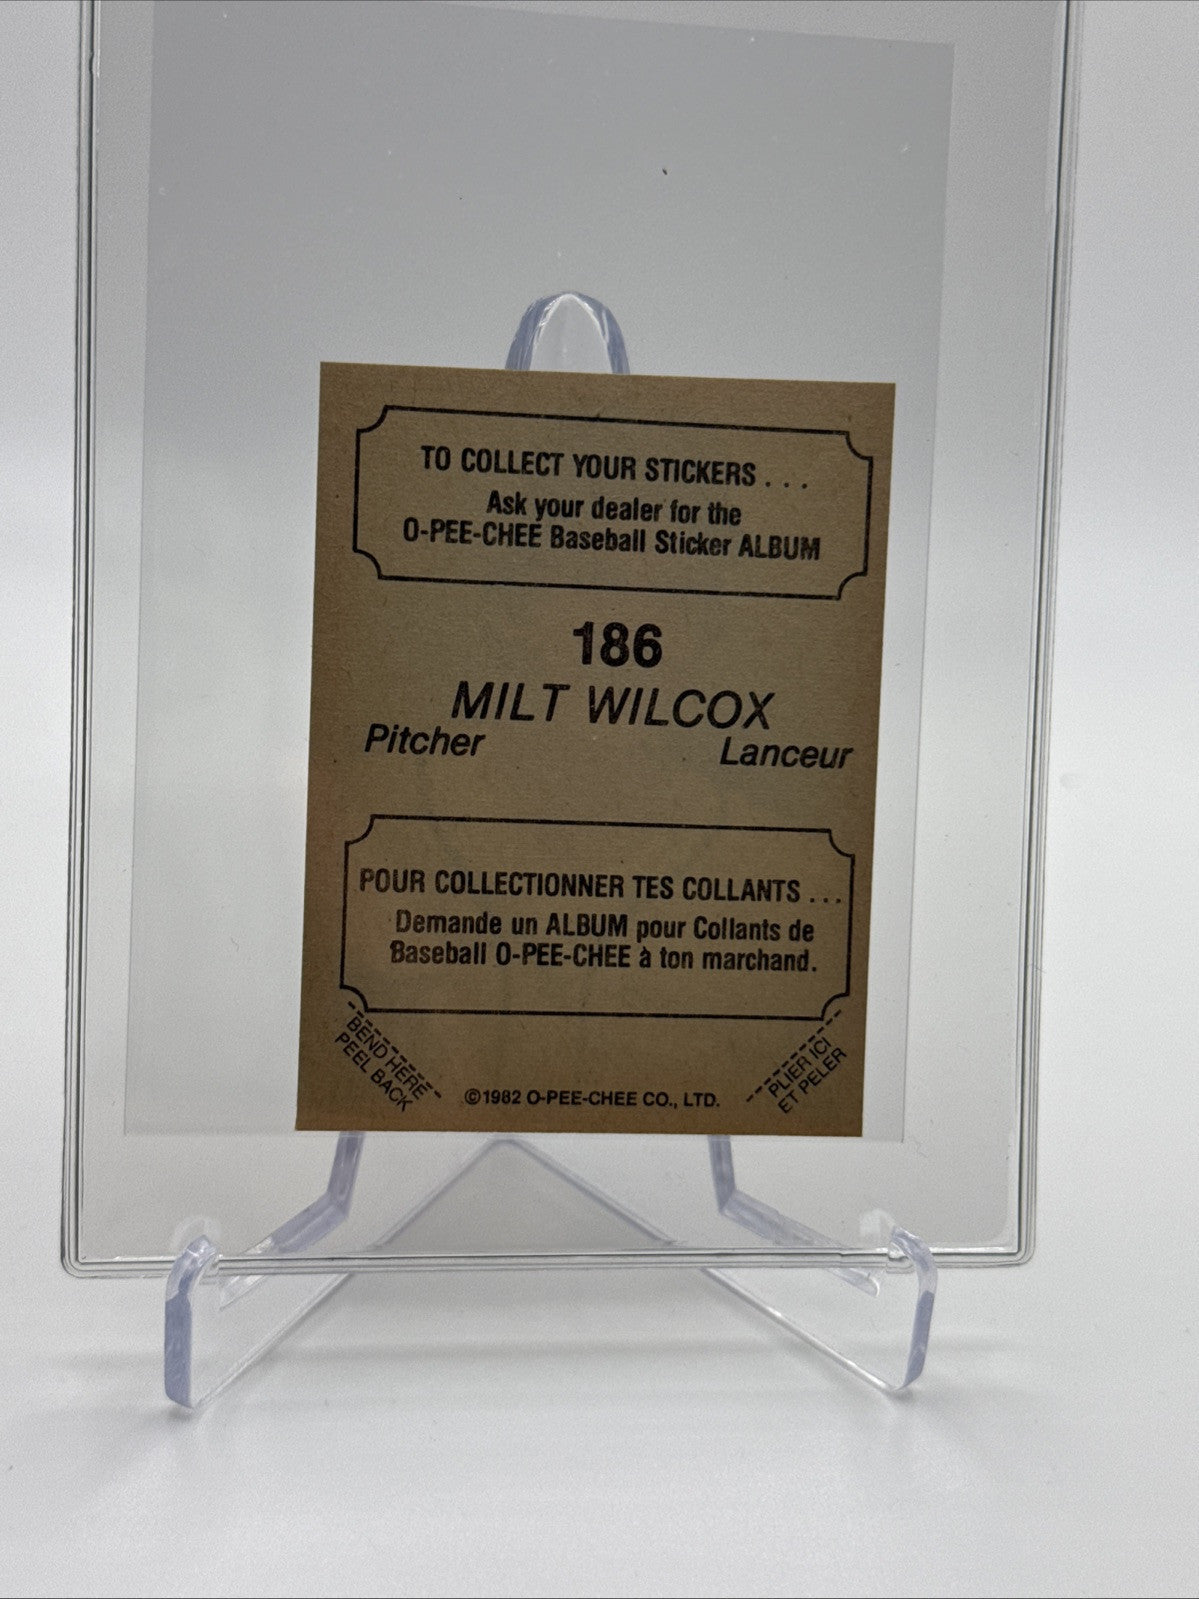 TO COLLECT YOUR STICKERS . . .
Ask your dealer for the
O-PEE-CHEE Baseball Sticker ALBUM
186
MILT WILCOX
Pitcher Lanceur
POUR COLLECTIONNER TES COLLANTS . . .
Demande un ALBUM pour Collants de
Baseball O-PEE-CHEE à ton marchand.
BEND HERE
PEEL BACK
©1982 O-PEE-CHEE CO., LTD.
PLIER ICI
ET PELER